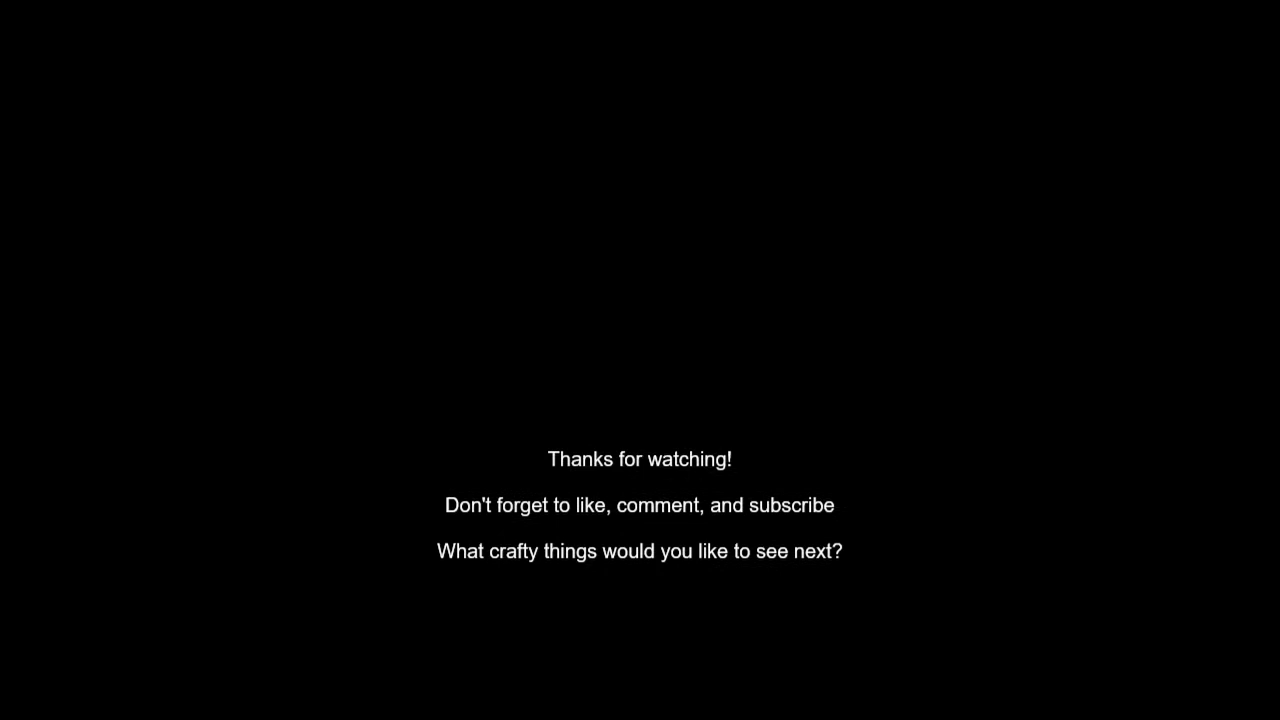 Thanks for watching!
Don't forget to like, comment, and subscribe
What crafty things would you like to see next?